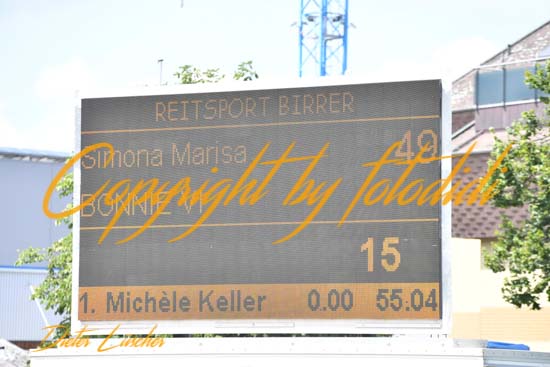 REITSPORT BIRRER
Simona Marisa 49
BONNIE VI
Copyright by fotodidi
15
1. Michèle Keller 0.00 55.04
Dieter Lüscher